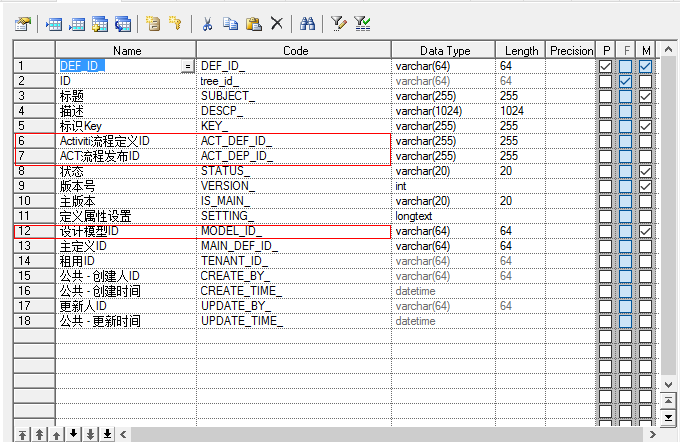 Name Code Data Type Length Precision P F M
1 DEF_ID_ = DEF_ID_ varchar(64) 64
2 ID tree_id_ varchar(64) 64
3 标题 SUBJECT_ varchar(255) 255
4 描述 DESCP_ varchar(1024) 1024
5 标识Key KEY_ varchar(255) 255
6 Activiti流程定义ID ACT_DEF_ID_ varchar(255) 255
7 ACT流程发布ID ACT_DEP_ID_ varchar(255) 255
8 状态 STATUS_ varchar(20) 20
9 版本号 VERSION_ int
10 主版本 IS_MAIN_ varchar(20) 20
11 定义属性设置 SETTING_ longtext
12 设计模型ID MODEL_ID_ varchar(64) 64
13 主定义ID MAIN_DEF_ID_ varchar(64) 64
14 租用ID TENANT_ID_ varchar(64) 64
15 公共 - 创建人ID CREATE_BY_ varchar(64) 64
16 公共 - 创建时间 CREATE_TIME_ datetime
17 更新人ID UPDATE_BY_ varchar(64) 64
18 公共 - 更新时间 UPDATE_TIME_ datetime